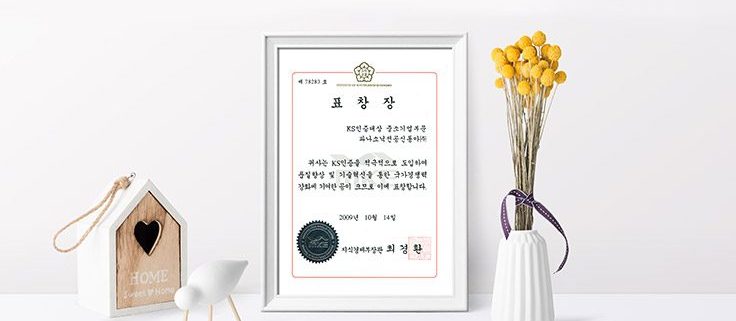 제 78283 호
표 창 장
KS인증대상 중소기업부문
파나소닉전공신동아㈜
귀사는 KS인증을 적극적으로 도입하여
품질향상 및 기술혁신을 통한 국가경쟁력
강화에 기여한 공이 크므로 이에 표창합니다.
2009년 10월 14일
지식경제부장관 최 경 환
HOME
Sweet Home